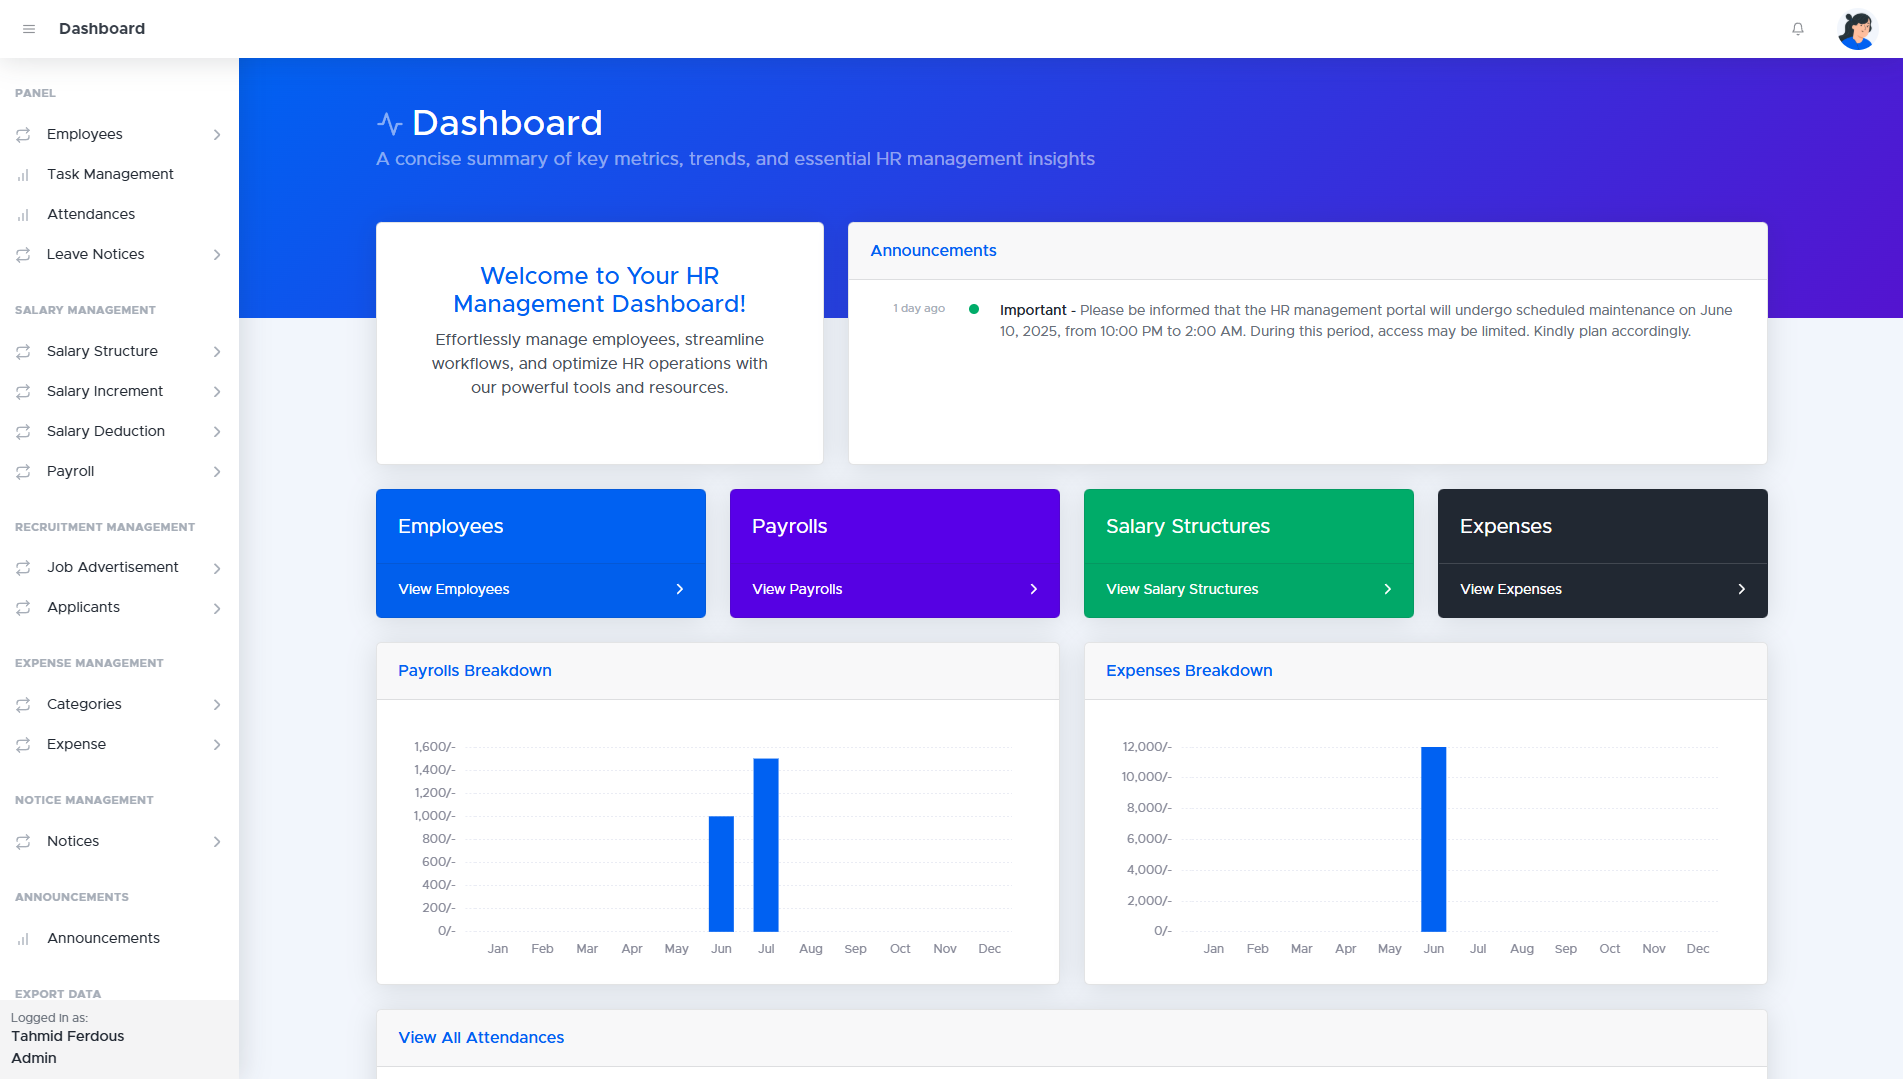 Dashboard
PANEL
Employees
Task Management
Attendances
Leave Notices
SALARY MANAGEMENT
Salary Structure
Salary Increment
Salary Deduction
Payroll
RECRUITMENT MANAGEMENT
Job Advertisement
Applicants
EXPENSE MANAGEMENT
Categories
Expense
NOTICE MANAGEMENT
Notices
ANNOUNCEMENTS
Announcements
EXPORT DATA
Logged in as:
Tahmid Ferdous
Admin
Dashboard
A concise summary of key metrics, trends, and essential HR management insights
Welcome to Your HR
Management Dashboard!
Effortlessly manage employees, streamline
workflows, and optimize HR operations with
our powerful tools and resources.
Announcements
1 day ago
Important - Please be informed that the HR management portal will undergo scheduled maintenance on June
10, 2025, from 10:00 PM to 2:00 AM. During this period, access may be limited. Kindly plan accordingly.
Employees
View Employees
Payrolls
View Payrolls
Salary Structures
View Salary Structures
Expenses
View Expenses
Payrolls Breakdown
1,600/-
1,400/-
1,200/-
1,000/-
800/-
600/-
400/-
200/-
0/-
Jan Feb Mar Apr May Jun Jul Aug Sep Oct Nov Dec
Expenses Breakdown
12,000/-
10,000/-
8,000/-
6,000/-
4,000/-
2,000/-
0/-
Jan Feb Mar Apr May Jun Jul Aug Sep Oct Nov Dec
View All Attendances